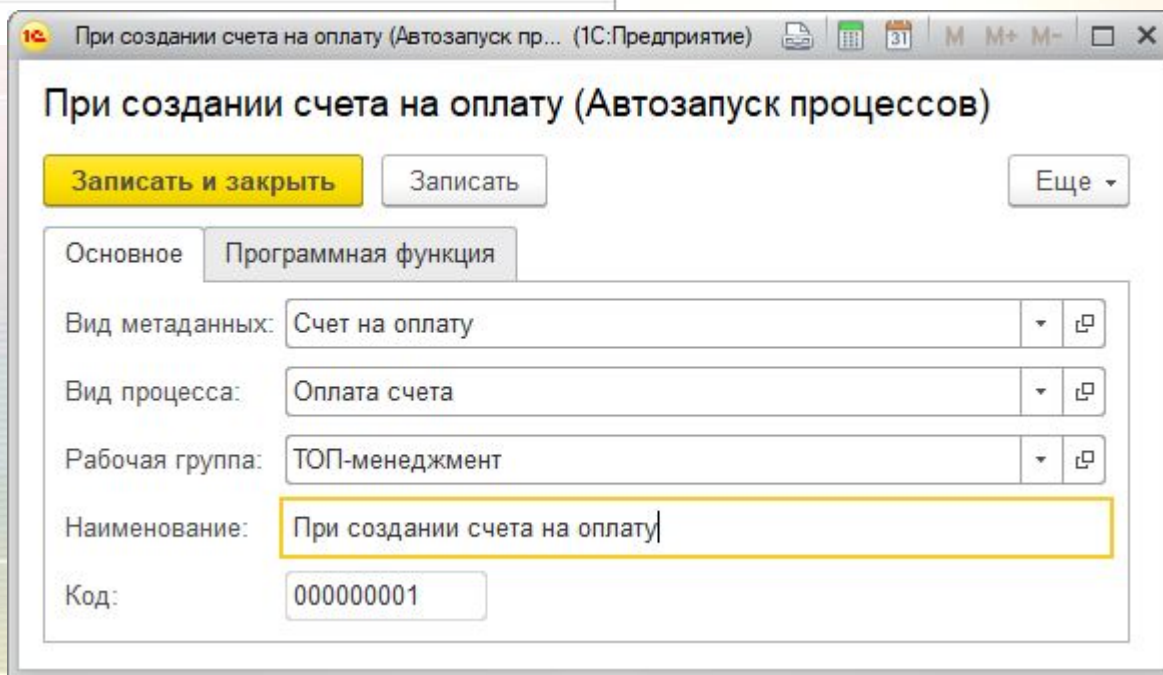 1С При создании счета на оплату (Автозапуск пр... (1С:Предприятие) 31 M M+ M-
При создании счета на оплату (Автозапуск процессов)
Записать и закрыть Записать Еще
Основное Программная функция
Вид метаданных: Счет на оплату
Вид процесса: Оплата счета
Рабочая группа: ТОП-менеджмент
Наименование: При создании счета на оплату
Код: 000000001